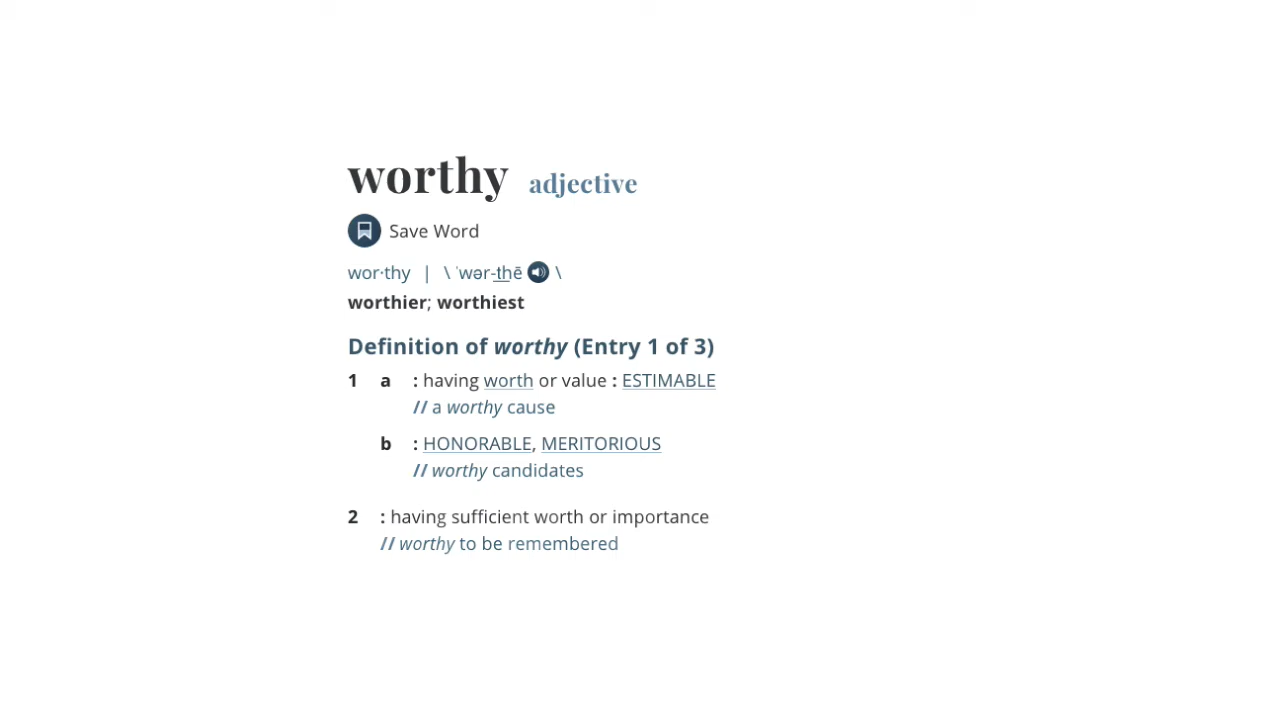 worthy adjective
Save Word
wor·thy | \ ˈwər-t͟hē \
worthier; worthiest
Definition of worthy (Entry 1 of 3)
1 a : having worth or value : ESTIMABLE
// a worthy cause
b : HONORABLE, MERITORIOUS
// worthy candidates
2 : having sufficient worth or importance
// worthy to be remembered